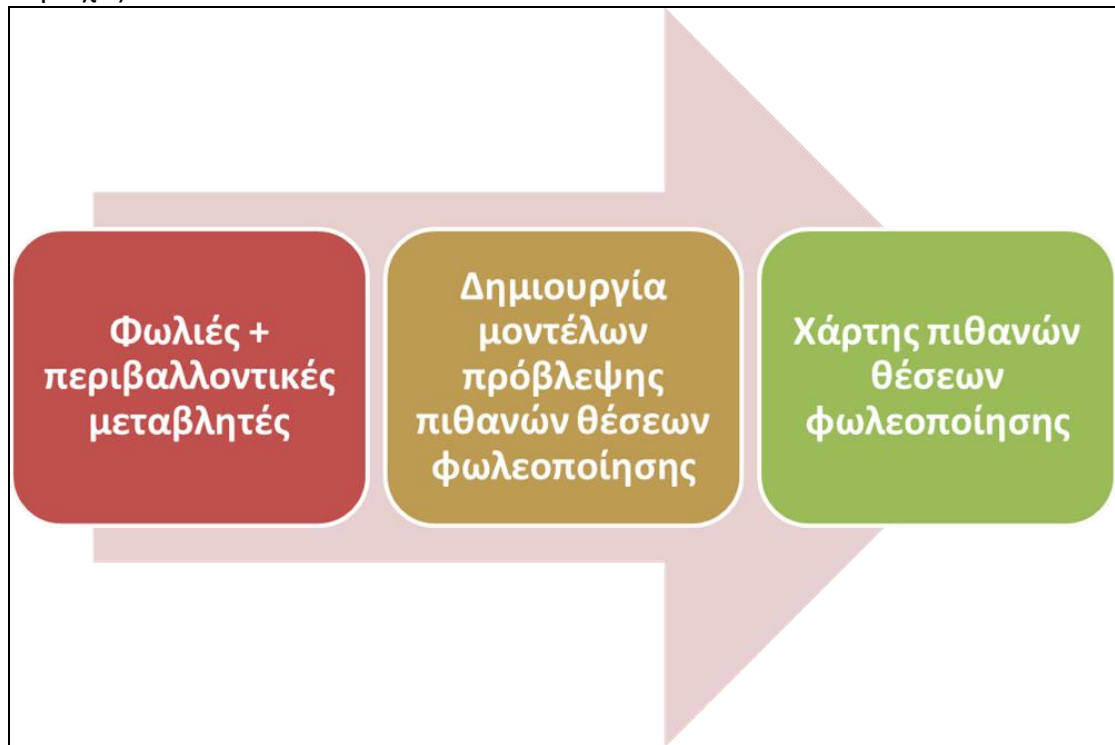 Φωλιές +
περιβαλλοντικές
μεταβλητές
Δημιουργία
μοντέλων
πρόβλεψης
πιθανών θέσεων
φωλεοποίησης
Χάρτης πιθανών
θέσεων
φωλεοποίησης